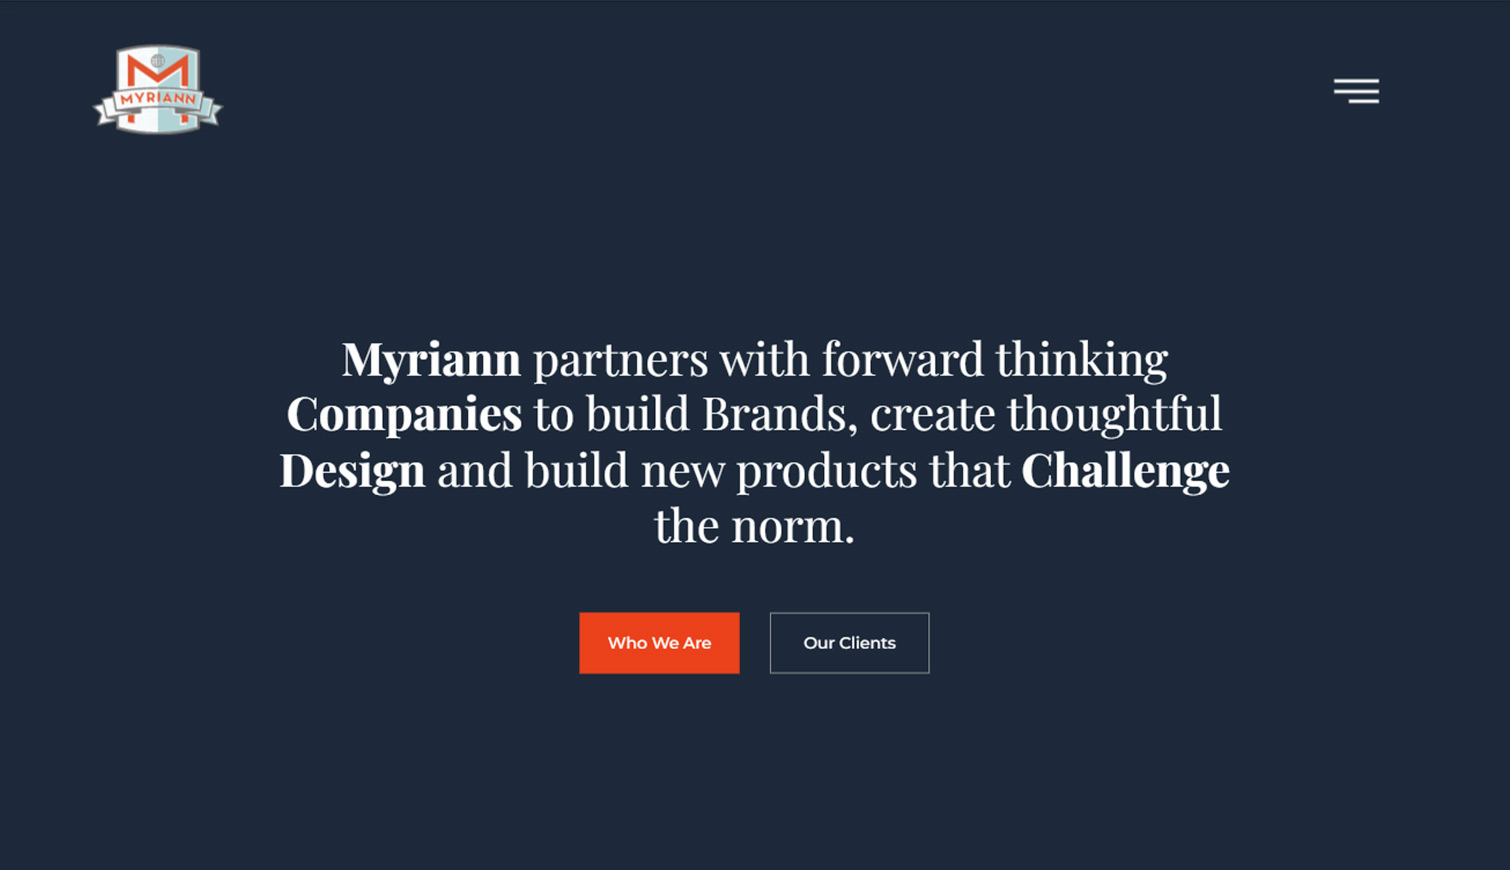 M
MYRIANN
Myriann partners with forward thinking
Companies to build Brands, create thoughtful
Design and build new products that Challenge
the norm.
Who We Are
Our Clients